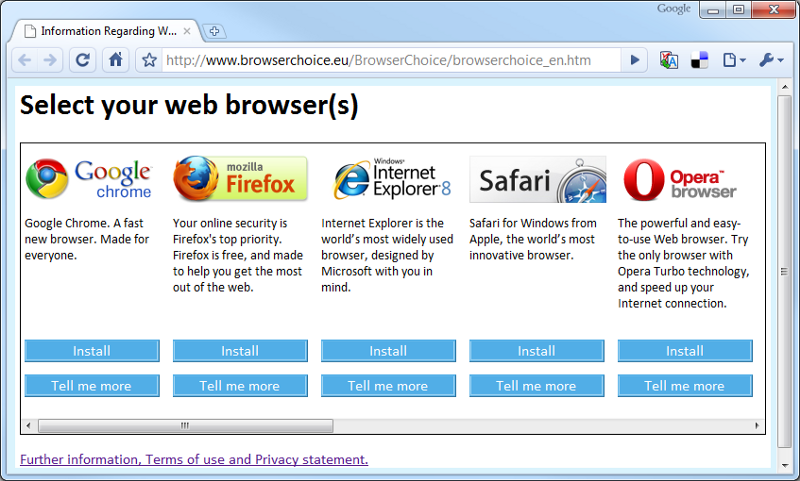 Google
Information Regarding W...
http://www.browserchoice.eu/BrowserChoice/browserchoice_en.htm
Select your web browser(s)
Google
chrome
Google Chrome. A fast
new browser. Made for
everyone.
Install
Tell me more
mozilla
Firefox
Your online security is
Firefox's top priority.
Firefox is free, and made
to help you get the most
out of the web.
Install
Tell me more
Windows
Internet
Explorer 8
Internet Explorer is the
world's most widely used
browser, designed by
Microsoft with you in
mind.
Install
Tell me more
Safari
Safari for Windows from
Apple, the world's most
innovative browser.
Install
Tell me more
Opera
browser
The powerful and easy-
to-use Web browser. Try
the only browser with
Opera Turbo technology,
and speed up your
Internet connection.
Install
Tell me more
Further information, Terms of use and Privacy statement.